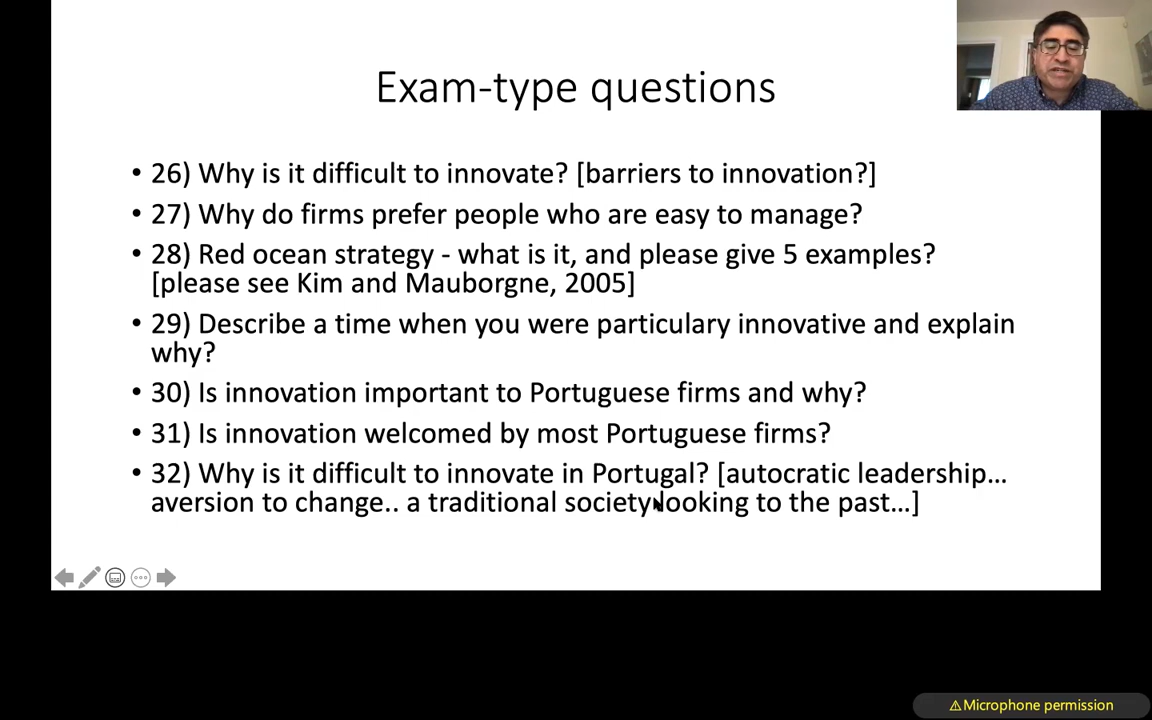 Exam-type questions
• 26) Why is it difficult to innovate? [barriers to innovation?]
• 27) Why do firms prefer people who are easy to manage?
• 28) Red ocean strategy - what is it, and please give 5 examples?
[please see Kim and Mauborgne, 2005]
• 29) Describe a time when you were particulary innovative and explain
why?
• 30) Is innovation important to Portuguese firms and why?
• 31) Is innovation welcomed by most Portuguese firms?
• 32) Why is it difficult to innovate in Portugal? [autocratic leadership…
aversion to change.. a traditional society looking to the past…]
⚠Microphone permission